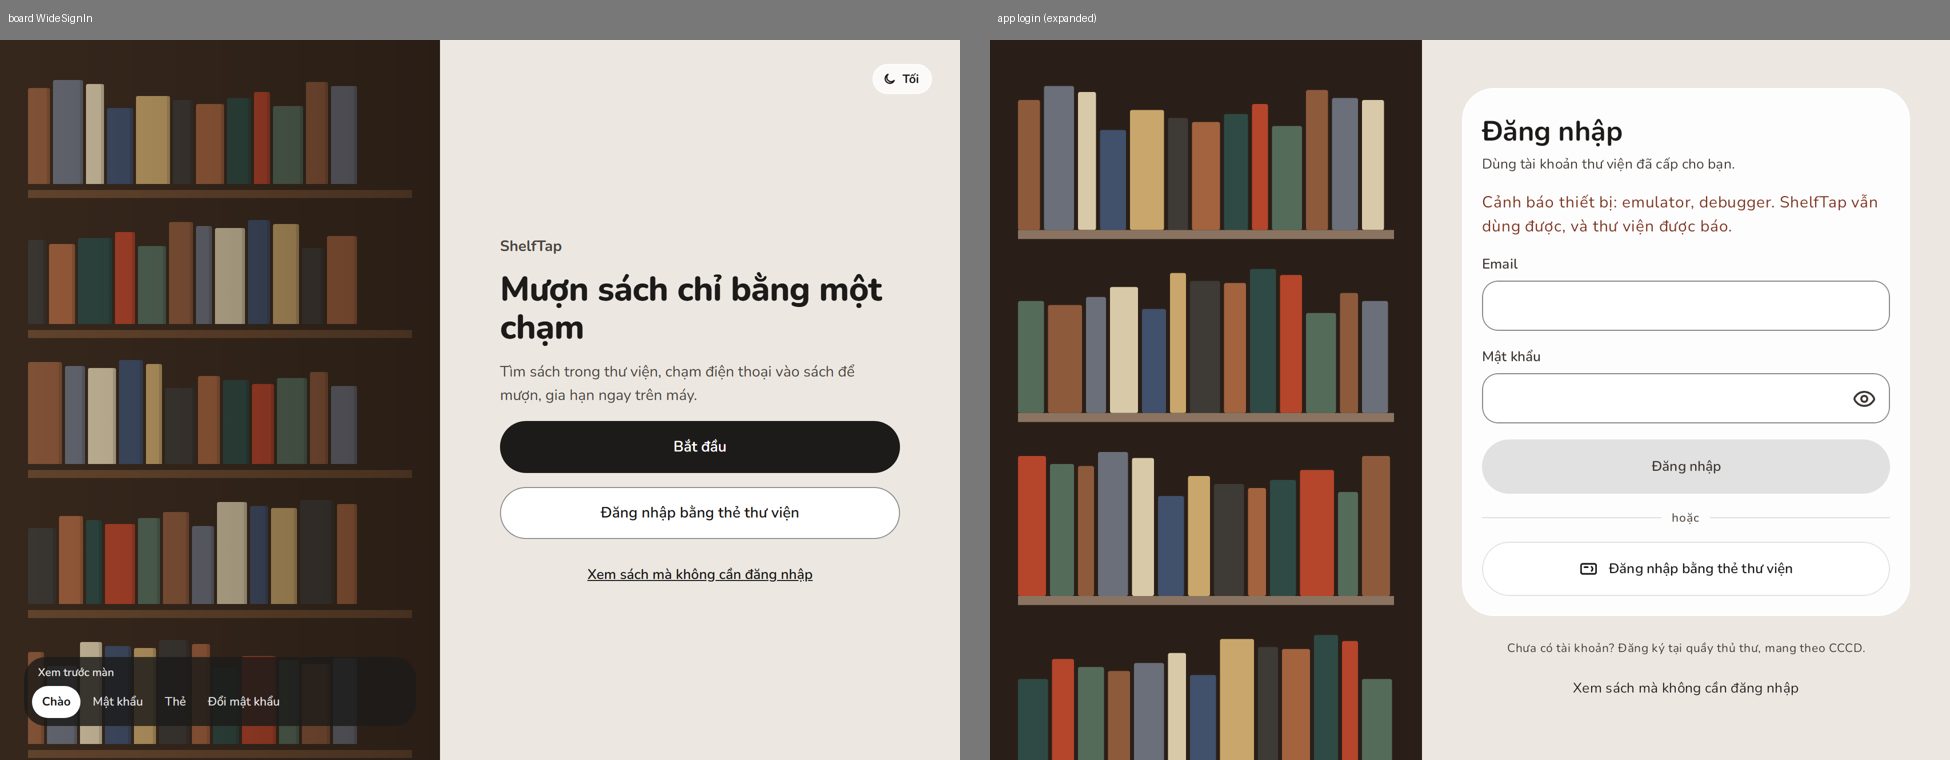 board WideSignIn
Tối
ShelfTap
Mượn sách chỉ bằng một
chạm
Tìm sách trong thư viện, chạm điện thoại vào sách để
mượn, gia hạn ngay trên máy.
Bắt đầu
Đăng nhập bằng thẻ thư viện
Xem sách mà không cần đăng nhập
Xem trước màn
Chào
Mật khẩu
Thẻ
Đổi mật khẩu
app login (expanded)
Đăng nhập
Dùng tài khoản thư viện đã cấp cho bạn.
Cảnh báo thiết bị: emulator, debugger. ShelfTap vẫn
dùng được, và thư viện được báo.
Email
Mật khẩu
Đăng nhập
hoặc
Đăng nhập bằng thẻ thư viện
Chưa có tài khoản? Đăng ký tại quầy thủ thư, mang theo CCCD.
Xem sách mà không cần đăng nhập